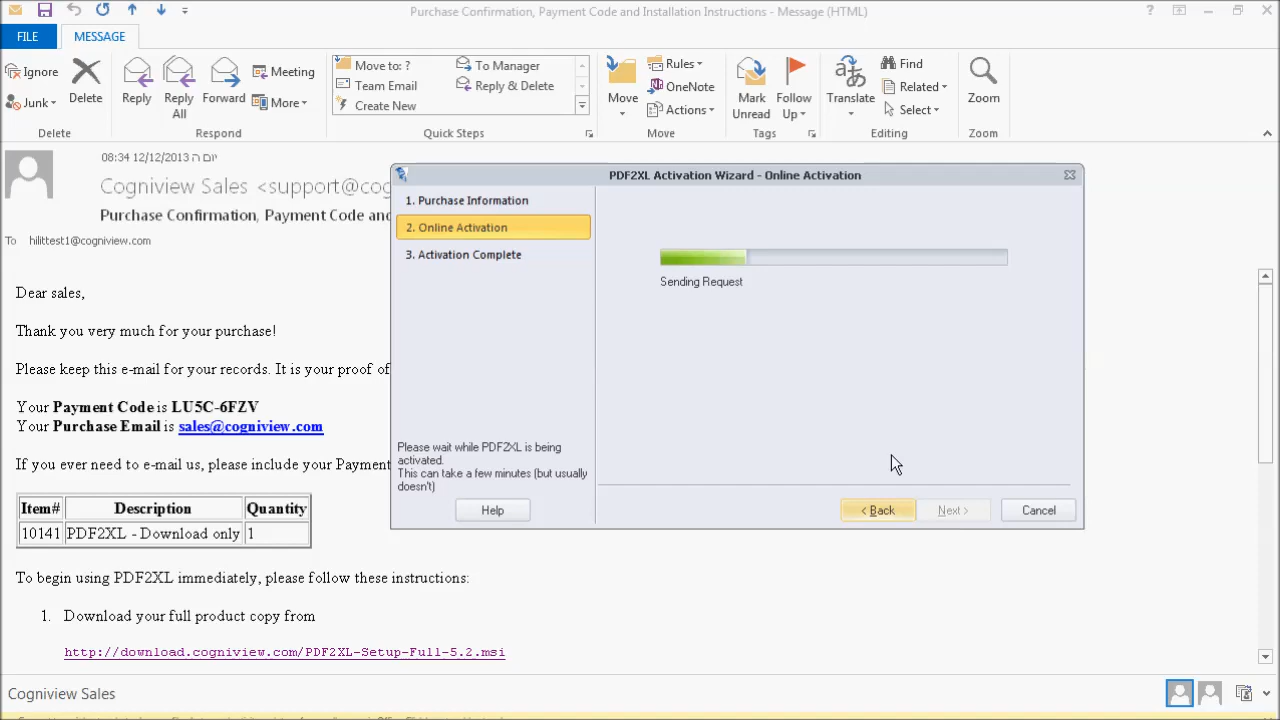 Purchase Confirmation, Payment Code and Installation Instructions - Message (HTML)
?
FILE
MESSAGE
Ignore
Junk
Delete
Reply
Reply All
Forward
Meeting
More
Move to: ?
Team Email
Create New
To Manager
Reply & Delete
Move
Rules
OneNote
Actions
Mark Unread
Follow Up
Translate
Find
Related
Select
Zoom
Delete
Respond
Quick Steps
Move
Tags
Editing
Zoom
08:34 12/12/2013 יום ה
Cogniview Sales <support@cog
Purchase Confirmation, Payment Code and
To hilittest1@cogniview.com
Dear sales,
Thank you very much for your purchase!
Please keep this e-mail for your records. It is your proof of
Your Payment Code is LU5C-6FZV
Your Purchase Email is sales@cogniview.com
If you ever need to e-mail us, please include your Payment
Item# Description Quantity
10141 PDF2XL - Download only 1
To begin using PDF2XL immediately, please follow these instructions:
1. Download your full product copy from
http://download.cogniview.com/PDF2XL-Setup-Full-5.2.msi
Cogniview Sales
PDF2XL Activation Wizard - Online Activation
1. Purchase Information
2. Online Activation
3. Activation Complete
Sending Request
Please wait while PDF2XL is being
activated.
This can take a few minutes (but usually
doesn't)
Help
< Back
Next >
Cancel